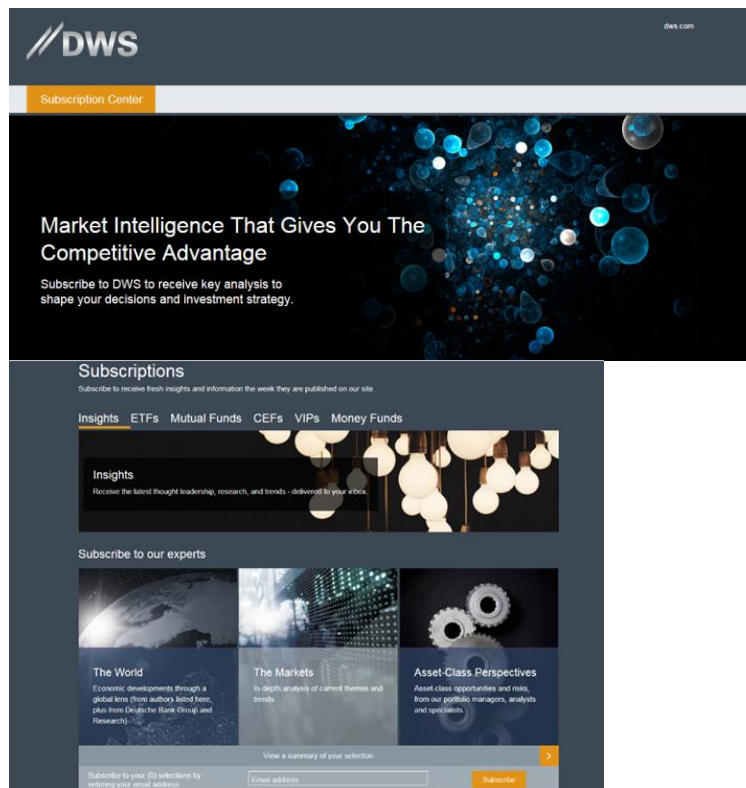 DWS
dws.com
Subscription Center
Market Intelligence That Gives You The
Competitive Advantage
Subscribe to DWS to receive key analysis to
shape your decisions and investment strategy.
Subscriptions
Subscribe to receive fresh insights and information the week they are published on our site.
Insights ETFs Mutual Funds CEFs VIPs Money Funds
Insights
Receive the latest thought leadership, research, and trends - delivered to your inbox.
Subscribe to our experts
The World
Economic developments through a
global lens (from authors listed here,
plus from Deutsche Bank Group and
Research)
The Markets
In-depth analysis of current themes and
trends.
Asset-Class Perspectives
Asset-class opportunities and risks,
from our portfolio managers, analysts
and specialists.
View a summary of your selection
Subscribe to your (0) selections by
entering your email address.
Email address
Subscribe